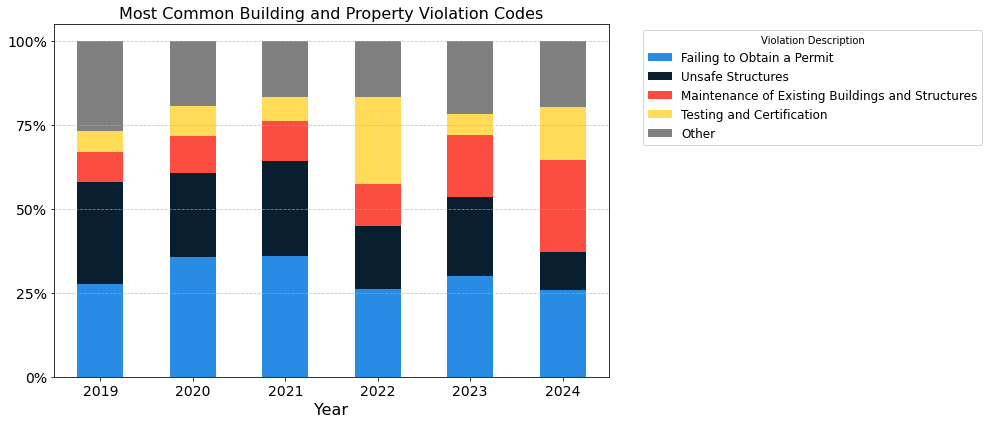 Most Common Building and Property Violation Codes
100%
75%
50%
25%
0%
2019 2020 2021 2022 2023 2024
Year
Violation Description
Failing to Obtain a Permit
Unsafe Structures
Maintenance of Existing Buildings and Structures
Testing and Certification
Other